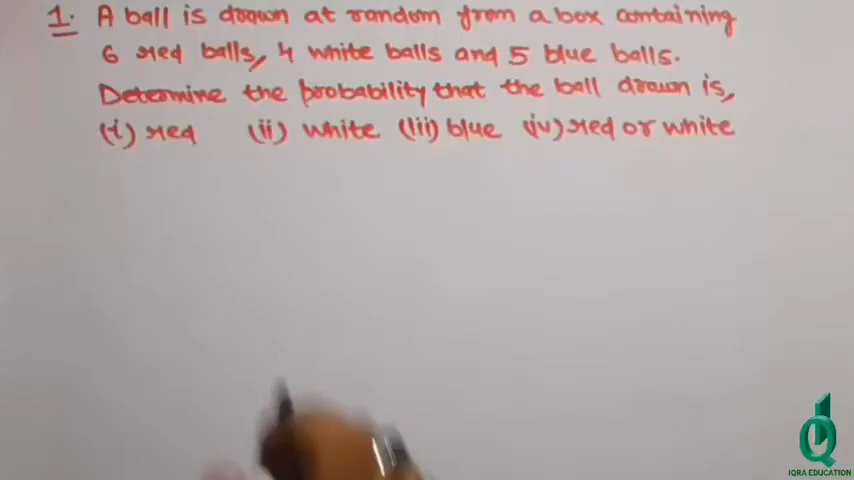 1. A ball is drawn at random from a box containing
6 red balls, 4 white balls and 5 blue balls.
Determine the probability that the ball drawn is,
(i) red (ii) white (iii) blue (iv) red or white
IQRA EDUCATION